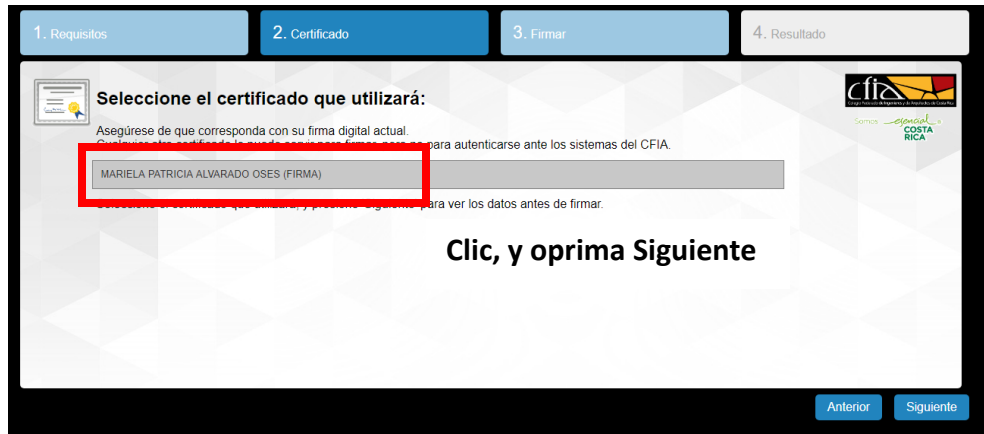 1. Requisitos
2. Certificado
3. Firmar
4. Resultado
Seleccione el certificado que utilizará:
Asegúrese de que corresponda con su firma digital actual.
para autenticarse ante los sistemas del CFIA.
MARIELA PATRICIA ALVARADO OSES (FIRMA)
para ver los datos antes de firmar.
Clic, y oprima Siguiente
cfia
Somos esencial
COSTA
RICA
Anterior
Siguiente